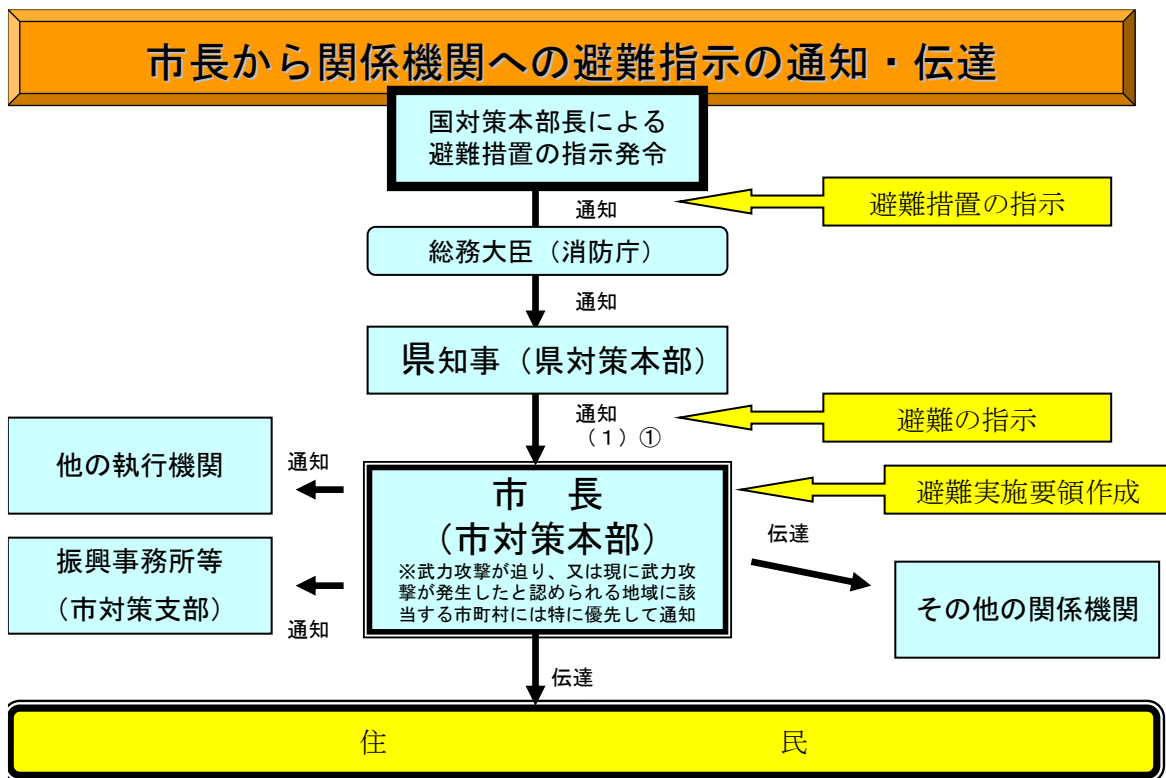 市長から関係機関への避難指示の通知・伝達
国対策本部長による
避難措置の指示発令
通知
避難措置の指示
総務大臣（消防庁）
通知
県知事（県対策本部）
通知
（１）①
避難の指示
他の執行機関
通知
市　長
（市対策本部）
※武力攻撃が迫り、又は現に武力攻
撃が発生したと認められる地域に該
当する市町村には特に優先して通知
避難実施要領作成
伝達
振興事務所等
（市対策支部）
通知
その他の関係機関
伝達
住　民